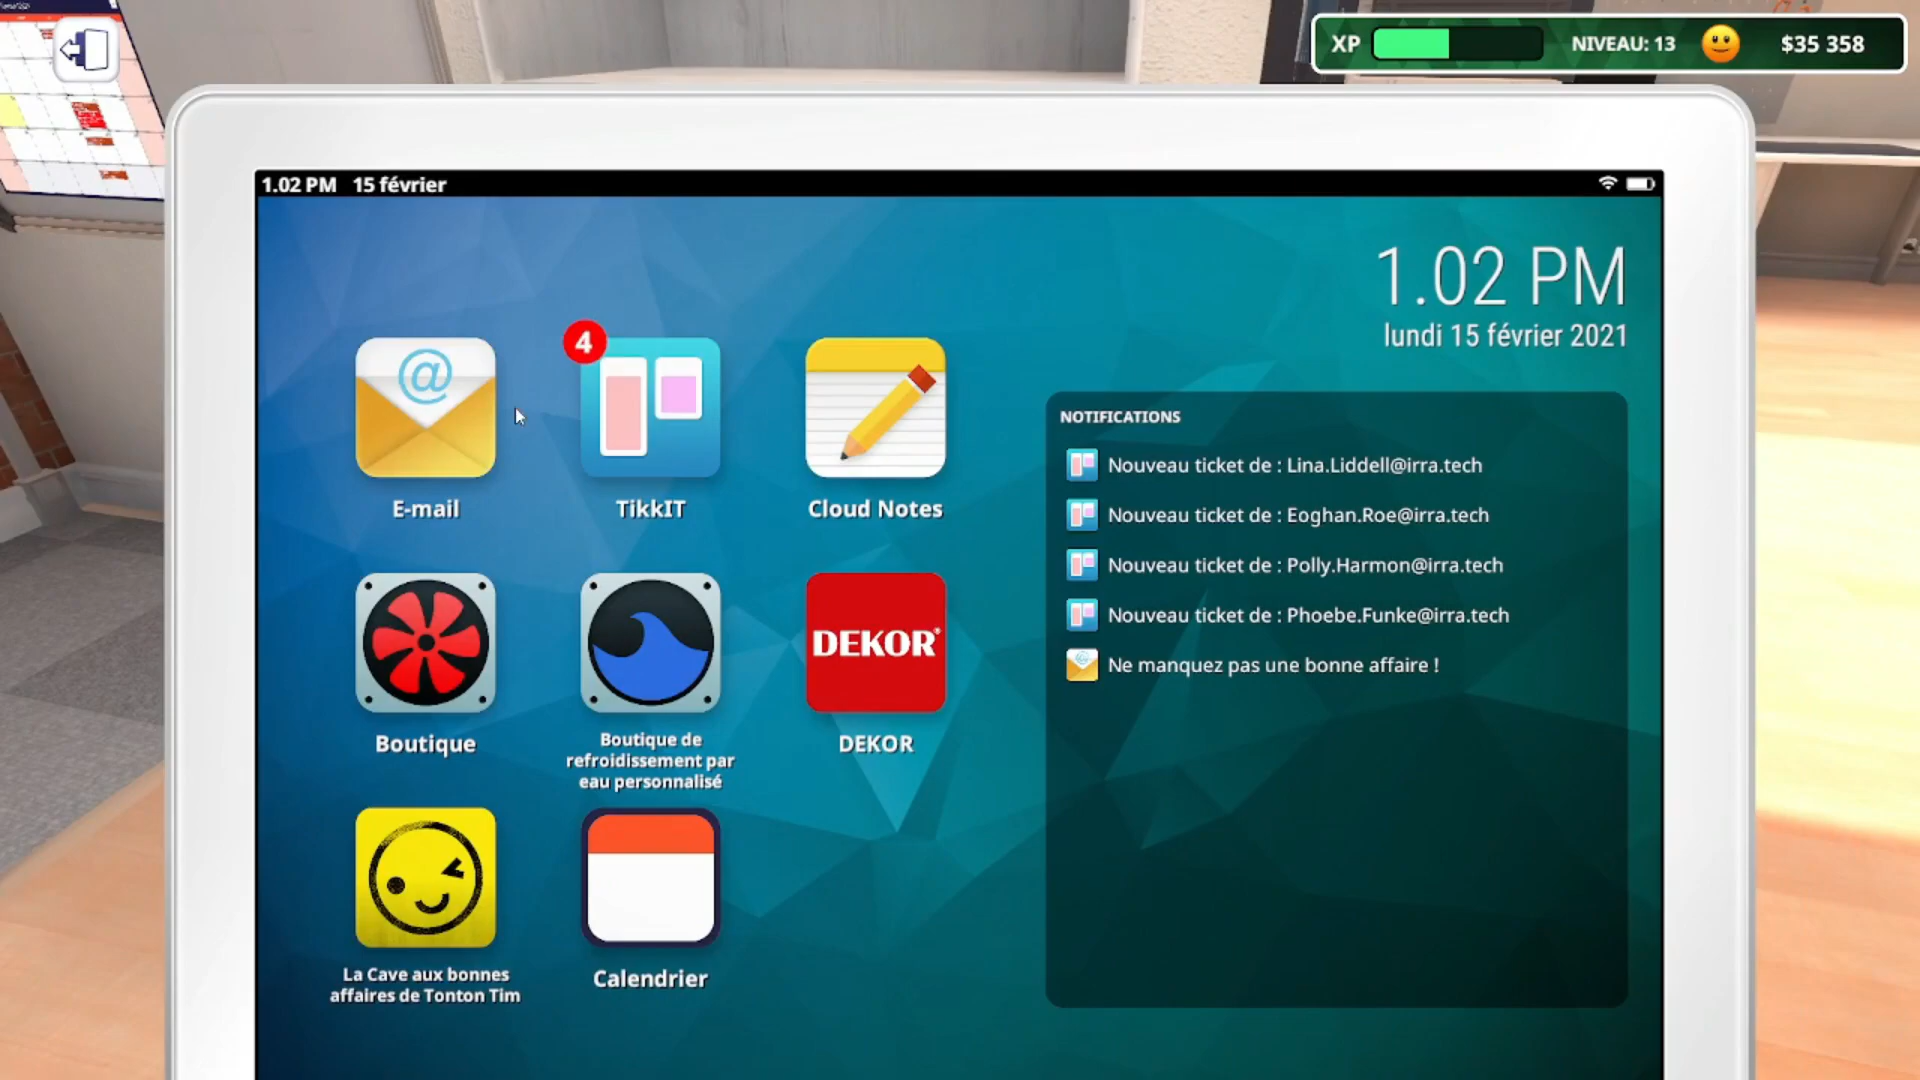 XP NIVEAU: 13 $35 358
1.02 PM 15 février
1.02 PM
lundi 15 février 2021
4
E-mail
TikkIT
Cloud Notes
Boutique
Boutique de
refroidissement par
eau personnalisé
DEKOR
DEKOR
La Cave aux bonnes
affaires de Tonton Tim
Calendrier
NOTIFICATIONS
Nouveau ticket de : Lina.Liddell@irra.tech
Nouveau ticket de : Eoghan.Roe@irra.tech
Nouveau ticket de : Polly.Harmon@irra.tech
Nouveau ticket de : Phoebe.Funke@irra.tech
Ne manquez pas une bonne affaire !